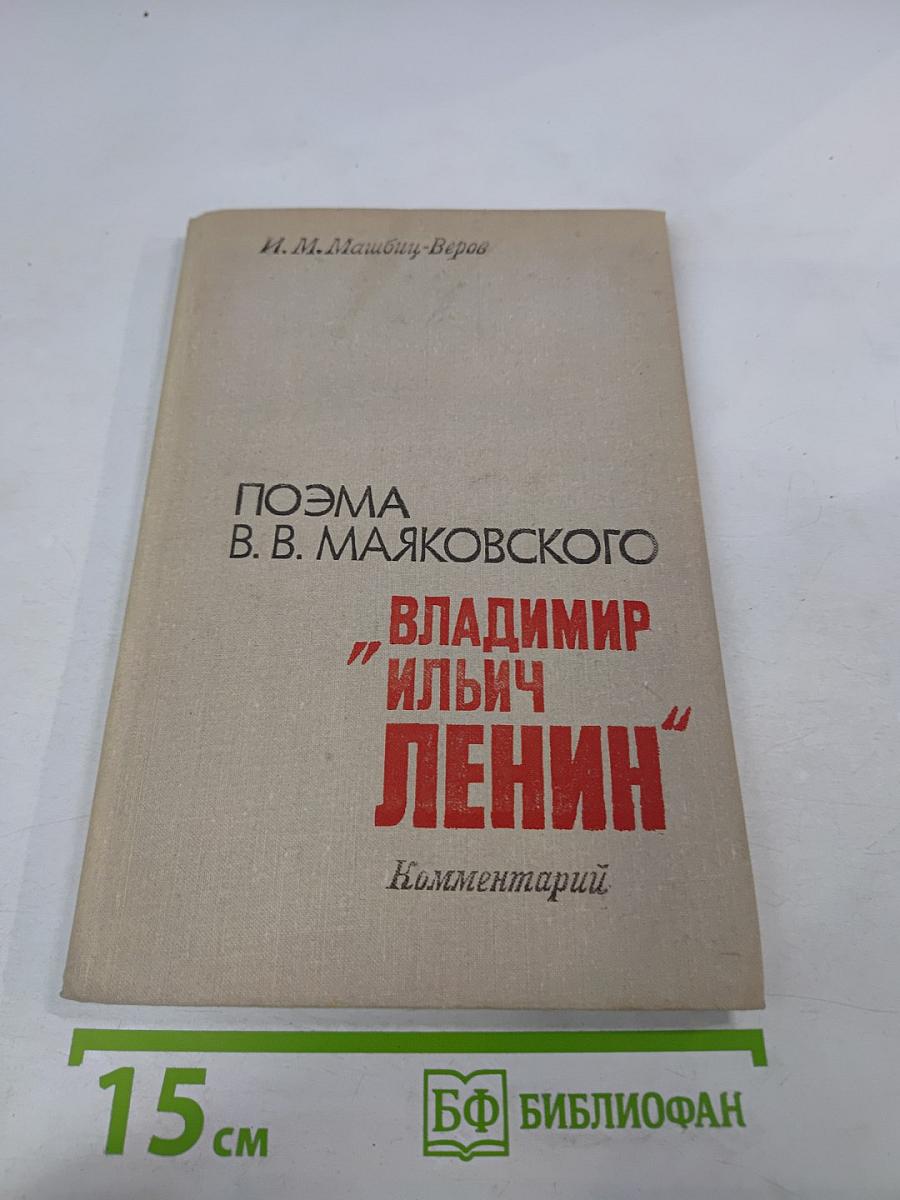 И. М. Машбиц-Веров
ПОЭМА
В. В. МАЯКОВСКОГО
"ВЛАДИМИР
ИЛЬИЧ
ЛЕНИН"
Комментарий
15 см
БФ БИБЛИОФАН